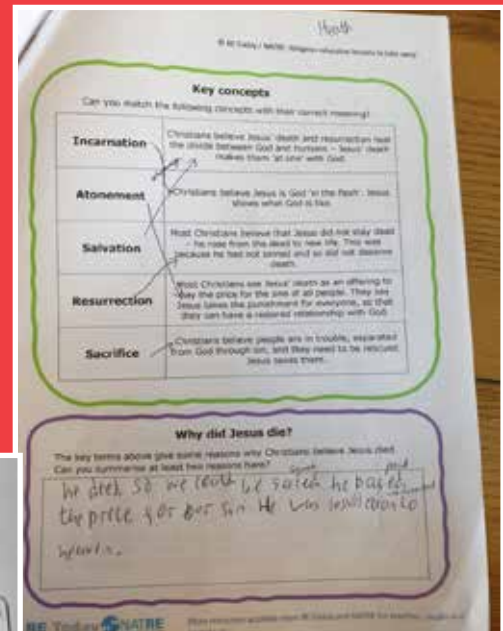 Heath
© RE Today / NATRE
Key concepts
Can you match the following concepts with their correct meaning?
Incarnation
Christians believe Jesus' death and resurrection heal
the divide between God and humans – Jesus' death
makes them 'at one' with God.
Atonement
Christians believe Jesus is God 'in the flesh'. Jesus
shows what God is like.
Salvation
Most Christians believe that Jesus did not stay dead
– he rose from the dead to new life. This was
because he had not sinned and so did not deserve
death.
Resurrection
Most Christians see Jesus' death as an offering to
pay the price for the sins of all people. They say
Jesus takes the punishment for everyone, so that
they can have a restored relationship with God.
Sacrifice
Christians believe people are in trouble, separated
from God through sin, and they need to be rescued.
Jesus saves them.
Why did Jesus die?
The key terms above give some reasons why Christians believe Jesus died.
Can you summarise at least two reasons here?
paid
he died so we could be he
the price for sin He was
RE Today NATRE